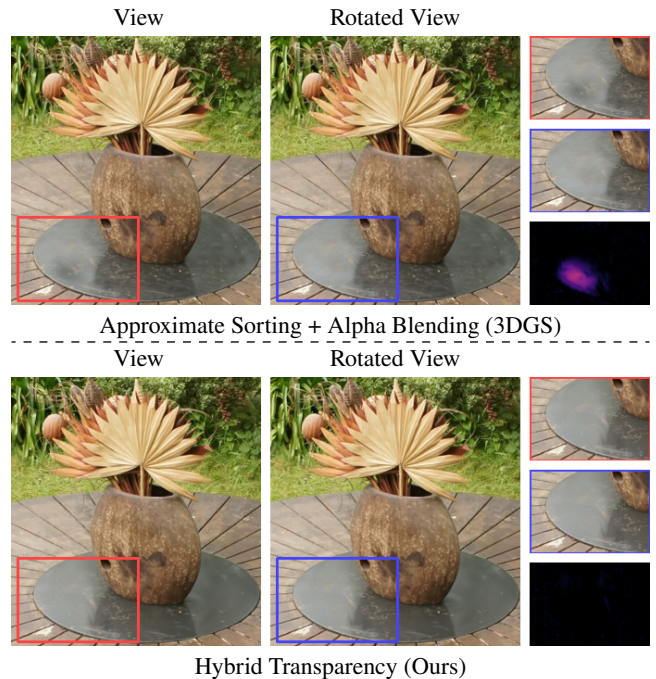 View Rotated View
Approximate Sorting + Alpha Blending (3DGS)
View Rotated View
Hybrid Transparency (Ours)